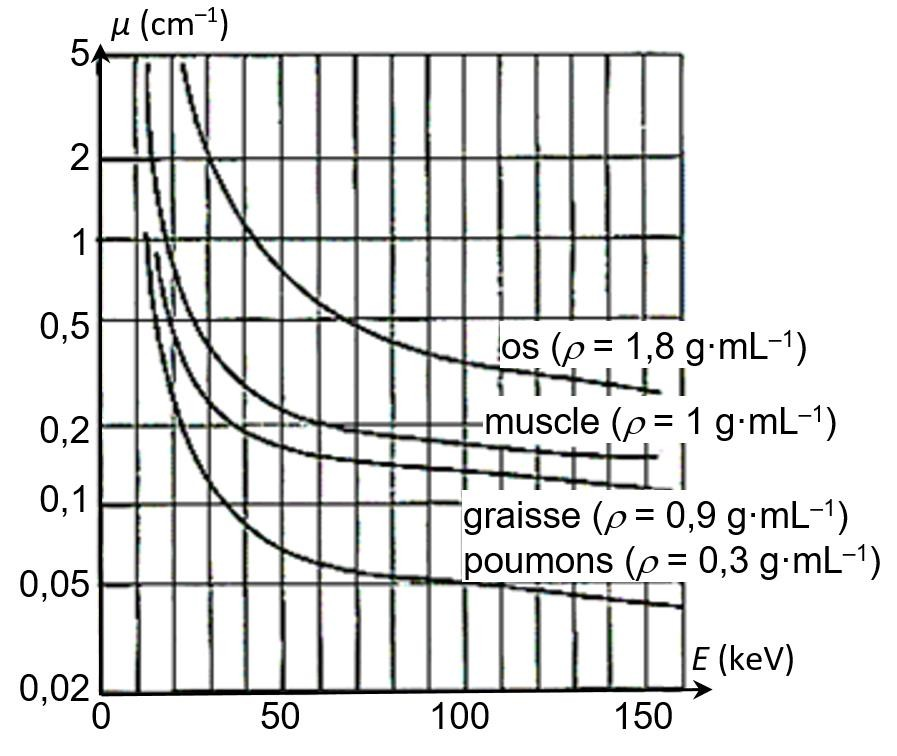 μ (cm⁻¹)
5
2
1
0,5
0,2
0,1
0,05
0,02
os (ρ = 1,8 g·mL⁻¹)
muscle (ρ = 1 g·mL⁻¹)
graisse (ρ = 0,9 g·mL⁻¹)
poumons (ρ = 0,3 g·mL⁻¹)
E (keV)
0 50 100 150